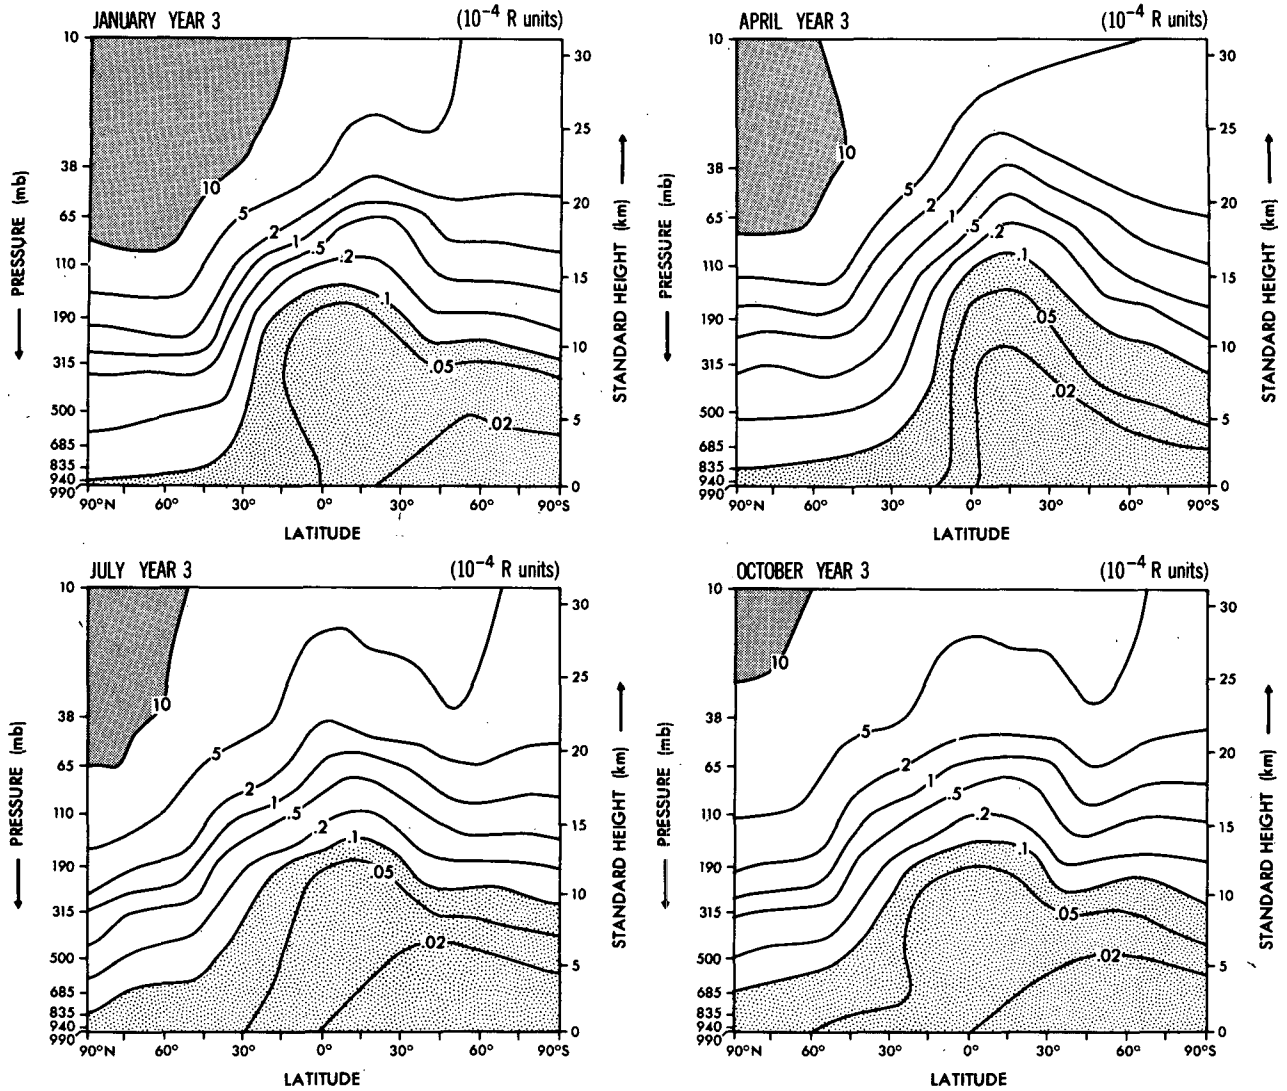 JANUARY YEAR 3 (10⁻⁴ R units)
10 30
25
38
10
20
65 5
2
1
.5
110 .2 15
.1
190
10
315 .05
500 5
.02
685
835
940
990 0
90°N 60° 30° 0° 30° 60° 90°S
LATITUDE
PRESSURE (mb)
STANDARD HEIGHT (km)
APRIL YEAR 3 (10⁻⁴ R units)
10 30
25
10
38
5 20
2
65 1
.5
.2
110 .1 15
190 .05
10
315
.02
500 5
685
835
940
990 0
90°N 60° 30° 0° 30° 60° 90°S
LATITUDE
PRESSURE (mb)
STANDARD HEIGHT (km)
JULY YEAR 3 (10⁻⁴ R units)
10 30
25
10
38
5 20
65
2
1
110 .5 15
.2
.1
190 .05
10
315
.02
500 5
685
835
940
990 0
90°N 60° 30° 0° 30° 60° 90°S
LATITUDE
PRESSURE (mb)
STANDARD HEIGHT (km)
OCTOBER YEAR 3 (10⁻⁴ R units)
10 30
10
25
38
5
20
65 2
1
.5
110 .2 15
.1
190
10
315 .05
500 .02 5
685
835
940
990 0
90°N 60° 30° 0° 30° 60° 90°S
LATITUDE
PRESSURE (mb)
STANDARD HEIGHT (km)